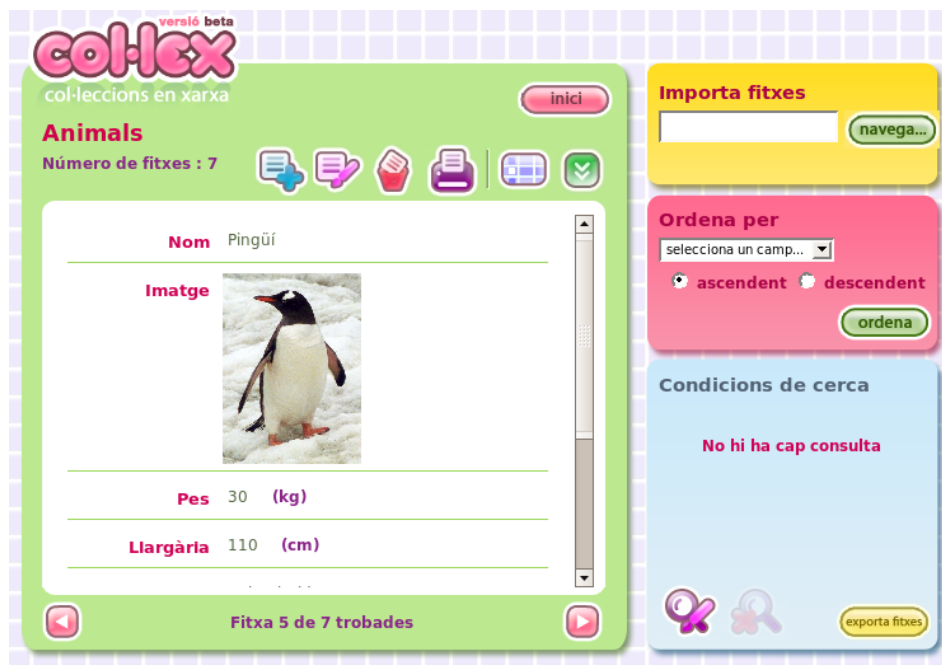 versió beta
col·lex
col·leccions en xarxa
inici
Animals
Número de fitxes : 7
Nom Pingüí
Imatge
Pes 30 (kg)
Llargària 110 (cm)
Fitxa 5 de 7 trobades
Importa fitxes
navega...
Ordena per
selecciona un camp...
ascendent descendent
ordena
Condicions de cerca
No hi ha cap consulta
exporta fitxes